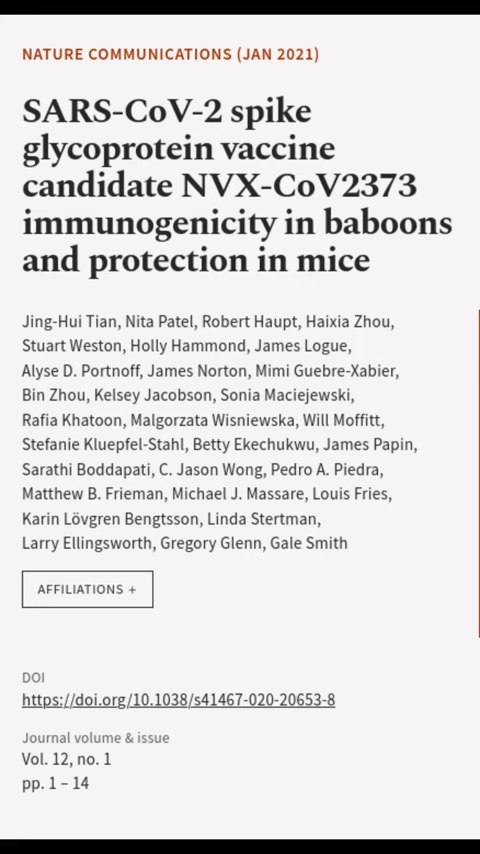 NATURE COMMUNICATIONS (JAN 2021)
SARS-CoV-2 spike
glycoprotein vaccine
candidate NVX-CoV2373
immunogenicity in baboons
and protection in mice
Jing-Hui Tian, Nita Patel, Robert Haupt, Haixia Zhou,
Stuart Weston, Holly Hammond, James Logue,
Alyse D. Portnoff, James Norton, Mimi Guebre-Xabier,
Bin Zhou, Kelsey Jacobson, Sonia Maciejewski,
Rafia Khatoon, Malgorzata Wisniewska, Will Moffitt,
Stefanie Kluepfel-Stahl, Betty Ekechukwu, James Papin,
Sarathi Boddapati, C. Jason Wong, Pedro A. Piedra,
Matthew B. Frieman, Michael J. Massare, Louis Fries,
Karin Lövgren Bengtsson, Linda Stertman,
Larry Ellingsworth, Gregory Glenn, Gale Smith
AFFILIATIONS +
DOI
https://doi.org/10.1038/s41467-020-20653-8
Journal volume & issue
Vol. 12, no. 1
pp. 1 – 14